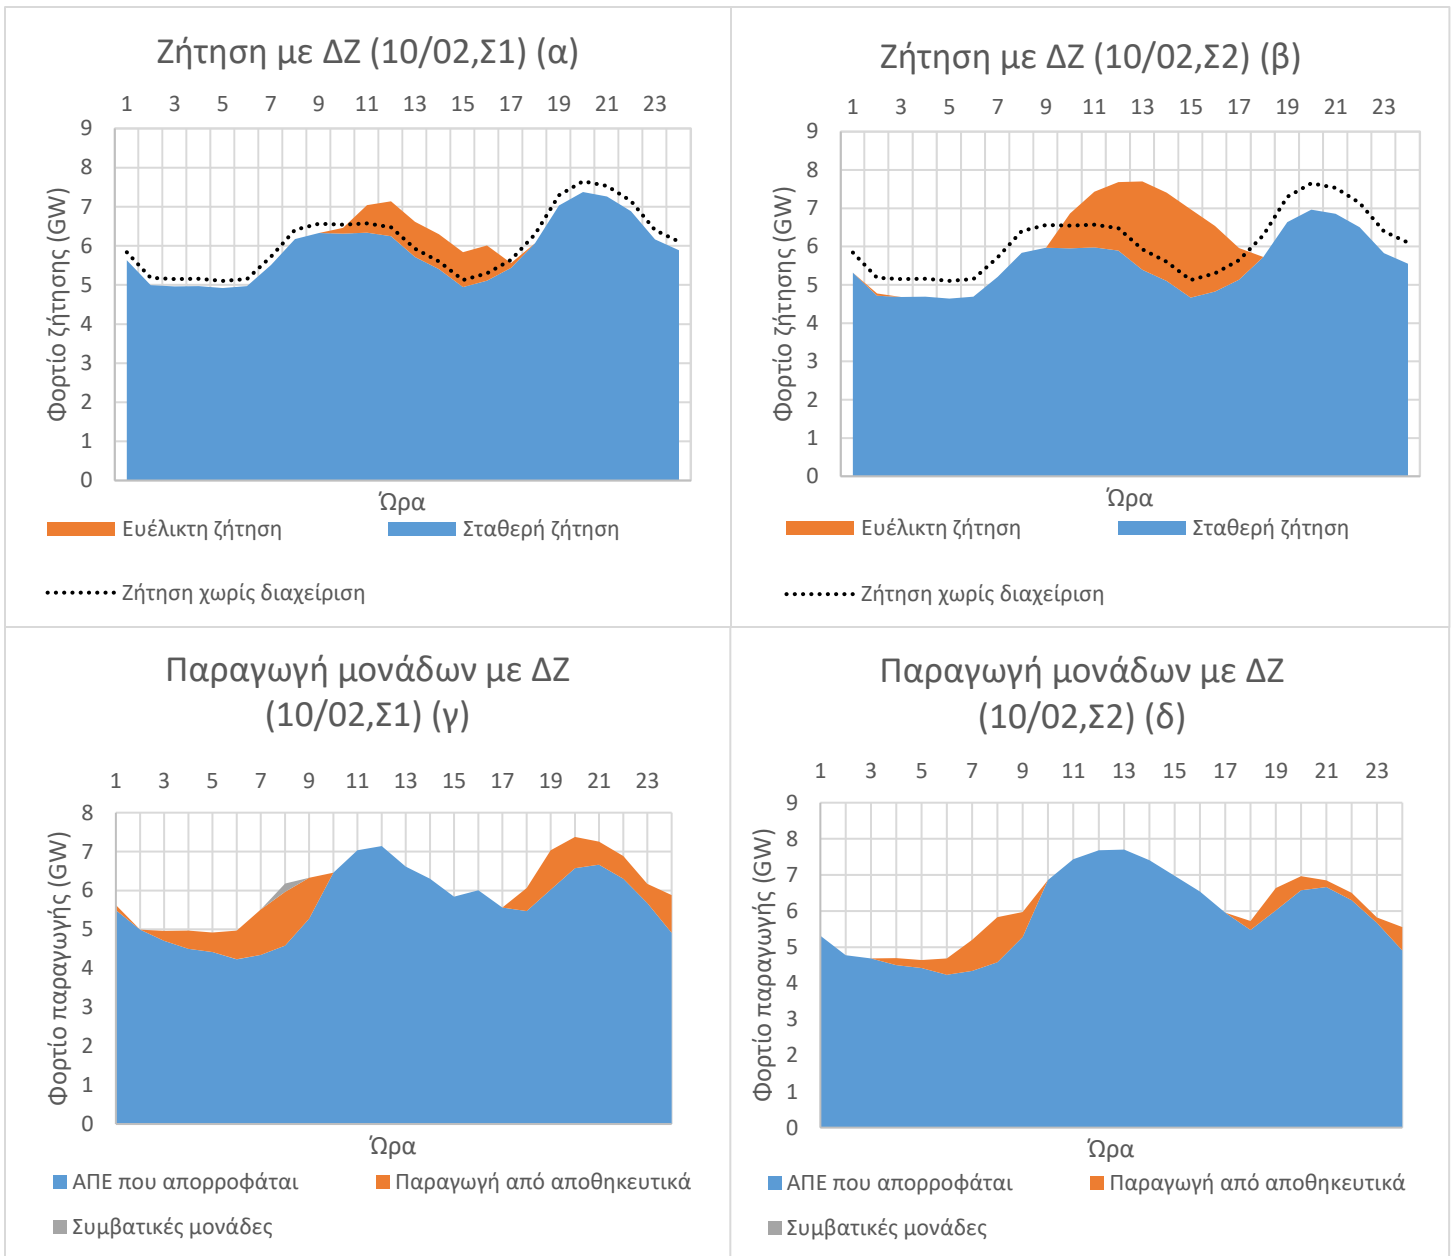 Ζήτηση με ΔΖ (10/02,Σ1) (α)
1 3 5 7 9 11 13 15 17 19 21 23
9
8
7
6
5
4
3
2
1
0
Φορτίο ζήτησης (GW)
Ώρα
Ευέλικτη ζήτηση
Σταθερή ζήτηση
Ζήτηση χωρίς διαχείριση
Ζήτηση με ΔΖ (10/02,Σ2) (β)
1 3 5 7 9 11 13 15 17 19 21 23
9
8
7
6
5
4
3
2
1
0
Φορτίο ζήτησης (GW)
Ώρα
Ευέλικτη ζήτηση
Σταθερή ζήτηση
Ζήτηση χωρίς διαχείριση
Παραγωγή μονάδων με ΔΖ
(10/02,Σ1) (γ)
1 3 5 7 9 11 13 15 17 19 21 23
8
7
6
5
4
3
2
1
0
Φορτίο παραγωγής (GW)
Ώρα
ΑΠΕ που απορροφάται
Παραγωγή από αποθηκευτικά
Συμβατικές μονάδες
Παραγωγή μονάδων με ΔΖ
(10/02,Σ2) (δ)
1 3 5 7 9 11 13 15 17 19 21 23
9
8
7
6
5
4
3
2
1
0
Φορτίο παραγωγής (GW)
Ώρα
ΑΠΕ που απορροφάται
Παραγωγή από αποθηκευτικά
Συμβατικές μονάδες